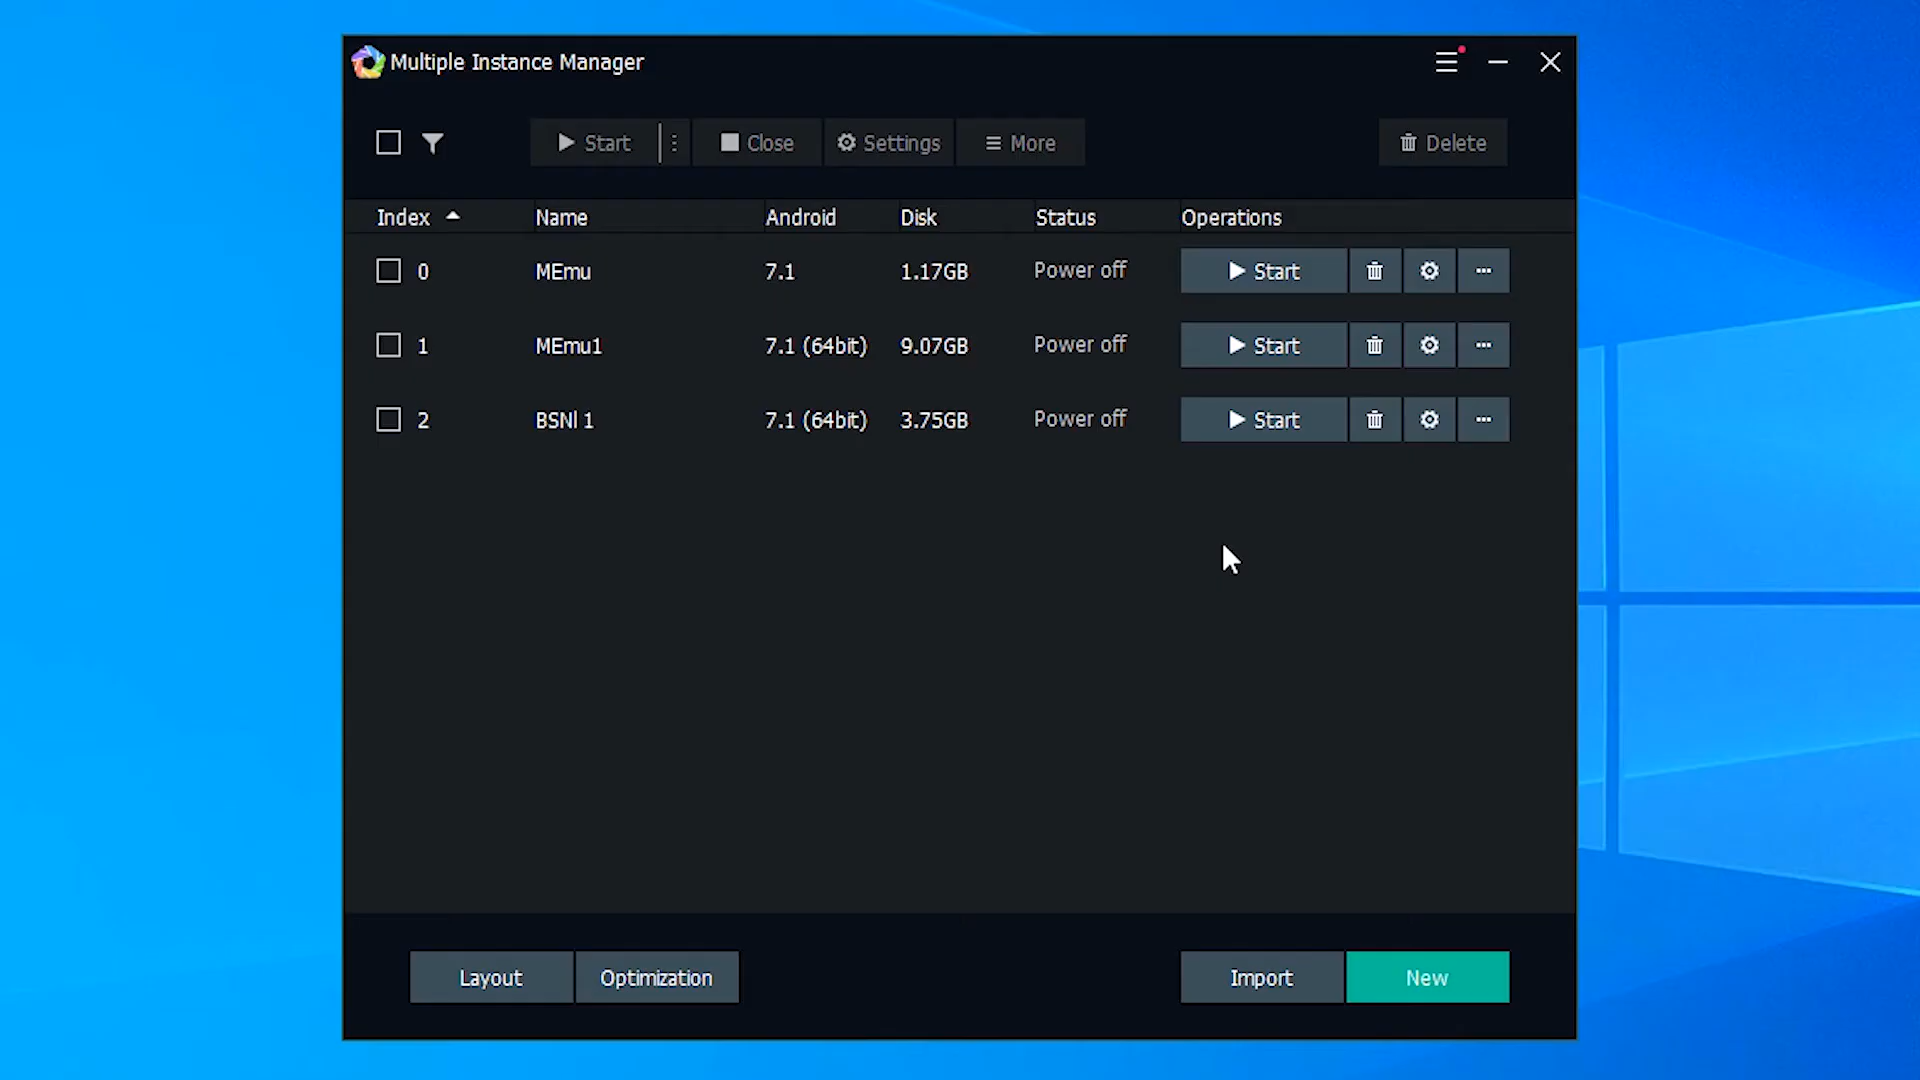 Multiple Instance Manager
Start Close Settings More Delete
Index Name Android Disk Status Operations
0 MEmu 7.1 1.17GB Power off Start
1 MEmu1 7.1 (64bit) 9.07GB Power off Start
2 BSNl 1 7.1 (64bit) 3.75GB Power off Start
Layout Optimization Import New